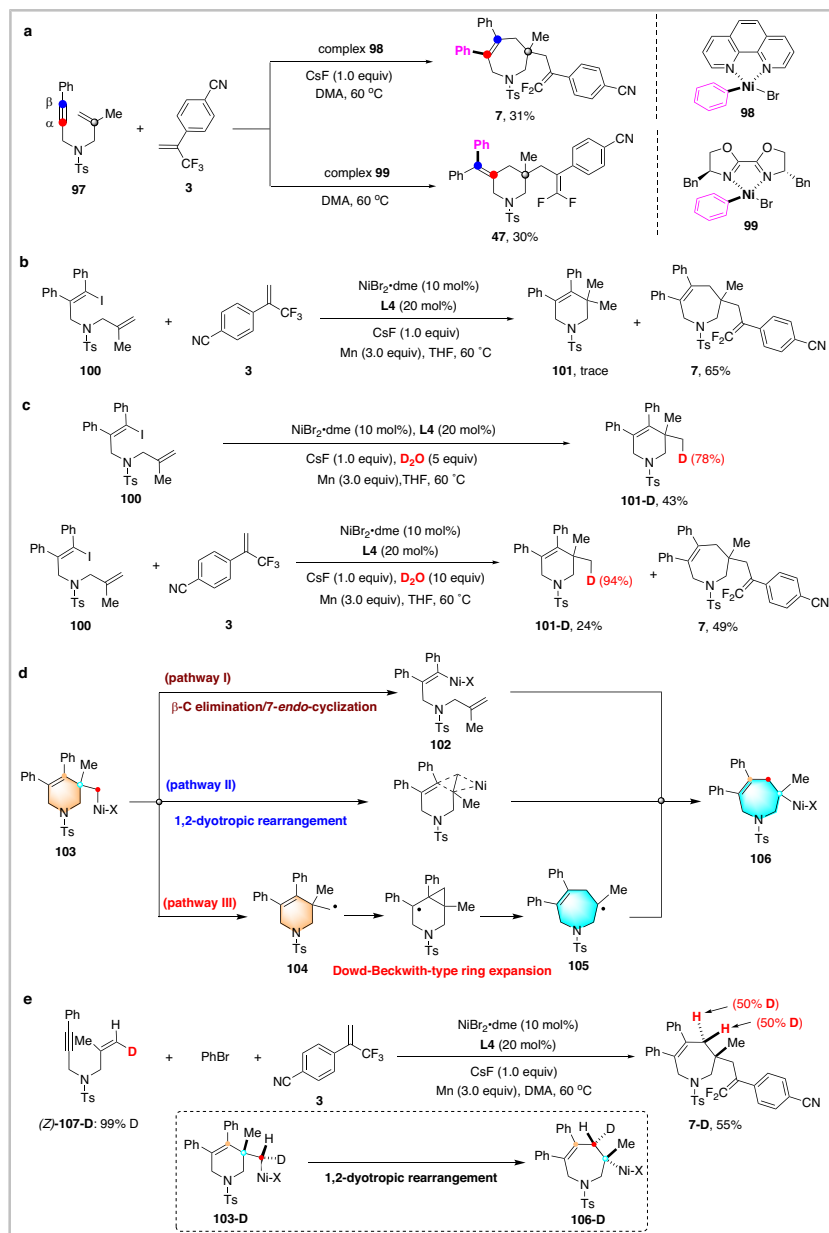 a
Ph
β
α
Me
N
Ts
97
+
CN
CF3
3
complex 98
CsF (1.0 equiv)
DMA, 60 °C
complex 99
DMA, 60 °C
Ph
Ph
Me
N
Ts
F2C
CN
7, 31%
Ph
Ph
Me
CN
N
Ts
F
F
47, 30%
N
N
Ni
Br
98
O
O
N
N
Bn
Bn
Ni
Br
99
b
Ph
Ph
I
N
Ts
Me
100
+
CF3
NC
3
NiBr2•dme (10 mol%)
L4 (20 mol%)
CsF (1.0 equiv)
Mn (3.0 equiv), THF, 60 °C
Ph
Ph
Me
Me
N
Ts
101, trace
+
Ph
Ph
Me
N
Ts
F2C
CN
7, 65%
c
Ph
Ph
I
N
Ts
Me
100
NiBr2•dme (10 mol%), L4 (20 mol%)
CsF (1.0 equiv), D2O (5 equiv)
Mn (3.0 equiv),THF, 60 °C
Ph
Ph
Me
D (78%)
N
Ts
101-D, 43%
Ph
Ph
I
N
Ts
Me
100
+
CF3
NC
3
NiBr2•dme (10 mol%)
L4 (20 mol%)
CsF (1.0 equiv), D2O (10 equiv)
Mn (3.0 equiv), THF, 60 °C
Ph
Ph
Me
D (94%)
N
Ts
101-D, 24%
+
Ph
Ph
Me
N
Ts
F2C
CN
7, 49%
d
Ph
Ph
Me
Ni-X
N
Ts
103
(pathway I)
β-C elimination/7-endo-cyclization
Ph
Ph
Ni-X
N
Ts
Me
102
(pathway II)
1,2-dyotropic rearrangement
Ph
Ph
Ni
Me
N
Ts
(pathway III)
Ph
Ph
Me
N
Ts
104
Ph
Ph
Me
N
Ts
Ph
Ph
Me
N
Ts
105
Dowd-Beckwith-type ring expansion
Ph
Ph
Me
Ni-X
N
Ts
106
e
Ph
Me
H
D
N
Ts
(Z)-107-D: 99% D
+
PhBr
+
CF3
NC
3
NiBr2•dme (10 mol%)
L4 (20 mol%)
CsF (1.0 equiv)
Mn (3.0 equiv), DMA, 60 °C
H
(50% D)
H
(50% D)
Ph
Ph
Me
N
Ts
F2C
CN
7-D, 55%
Ph
Ph
Me
H
D
Ni-X
N
Ts
103-D
1,2-dyotropic rearrangement
Ph
Ph
H
D
Me
Ni-X
N
Ts
106-D